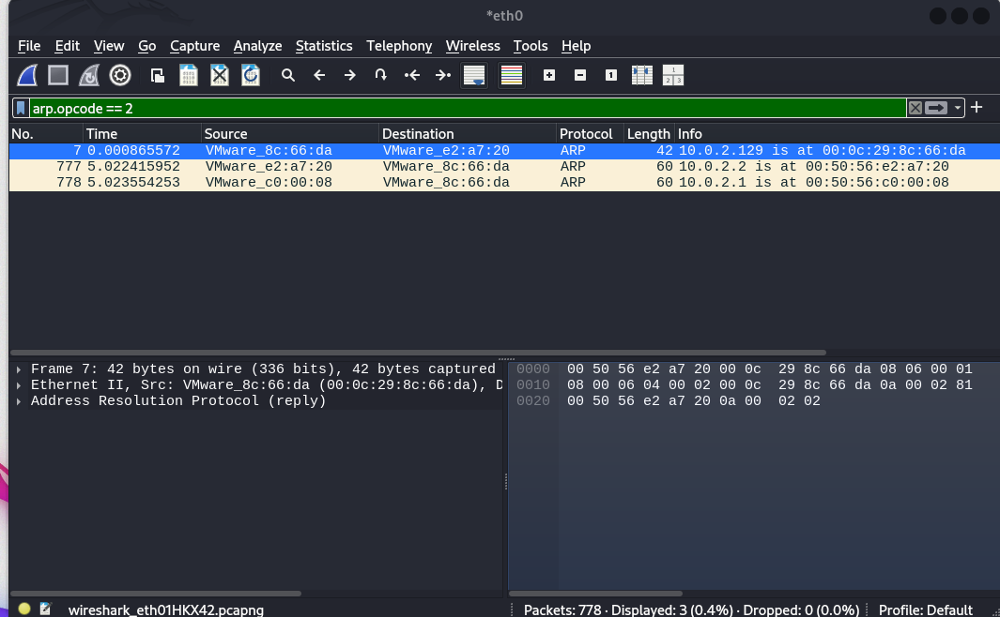 *eth0
File Edit View Go Capture Analyze Statistics Telephony Wireless Tools Help
arp.opcode == 2
No. Time Source Destination Protocol Length Info
7 0.000865572 VMware_8c:66:da VMware_e2:a7:20 ARP 42 10.0.2.129 is at 00:0c:29:8c:66:da
777 5.022415952 VMware_e2:a7:20 VMware_8c:66:da ARP 60 10.0.2.2 is at 00:50:56:e2:a7:20
778 5.023554253 VMware_c0:00:08 VMware_8c:66:da ARP 60 10.0.2.1 is at 00:50:56:c0:00:08
Frame 7: 42 bytes on wire (336 bits), 42 bytes captured
Ethernet II, Src: VMware_8c:66:da (00:0c:29:8c:66:da), D
Address Resolution Protocol (reply)
0000 00 50 56 e2 a7 20 00 0c 29 8c 66 da 08 06 00 01
0010 08 00 06 04 00 02 00 0c 29 8c 66 da 0a 00 02 81
0020 00 50 56 e2 a7 20 0a 00 02 02
wireshark_eth01HKX42.pcapng
Packets: 778 · Displayed: 3 (0.4%) · Dropped: 0 (0.0%)
Profile: Default